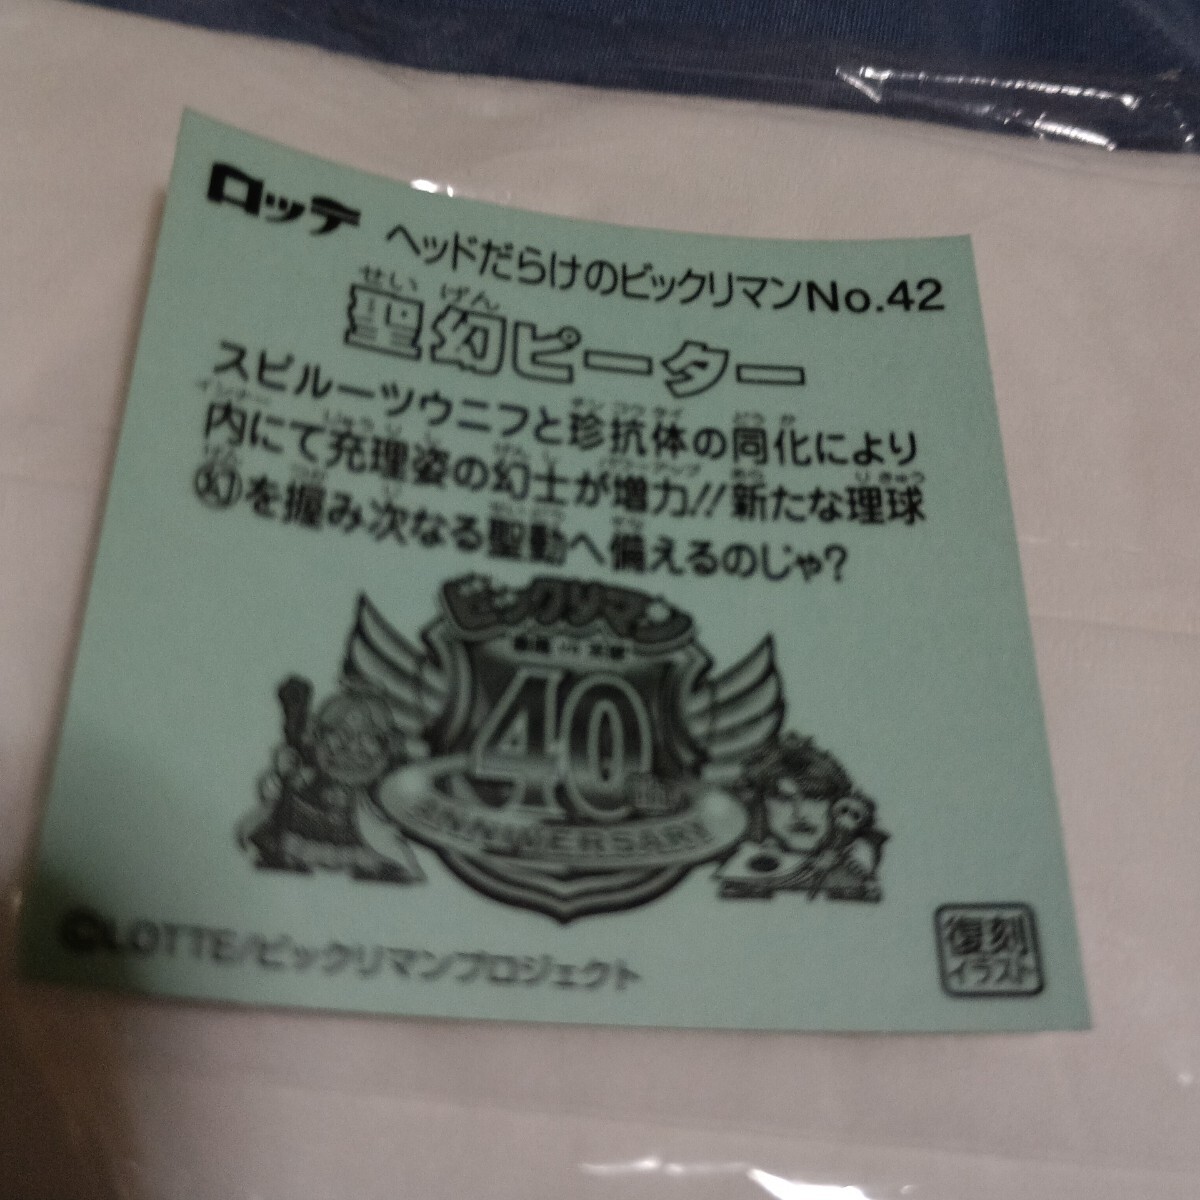 ロッテ
ヘッドだらけのビックリマンNo.42
せい げん
聖幻ピーター
スピルーツウニフと珍抗体の同化により
内にて充理姿の幻士が増力!!新たな理球
幻を握み次なる聖動へ備えるのじゃ?
ビックリマン
40th
ANNIVERSARY
©LOTTE/ビックリマンプロジェクト
復刻
イラスト